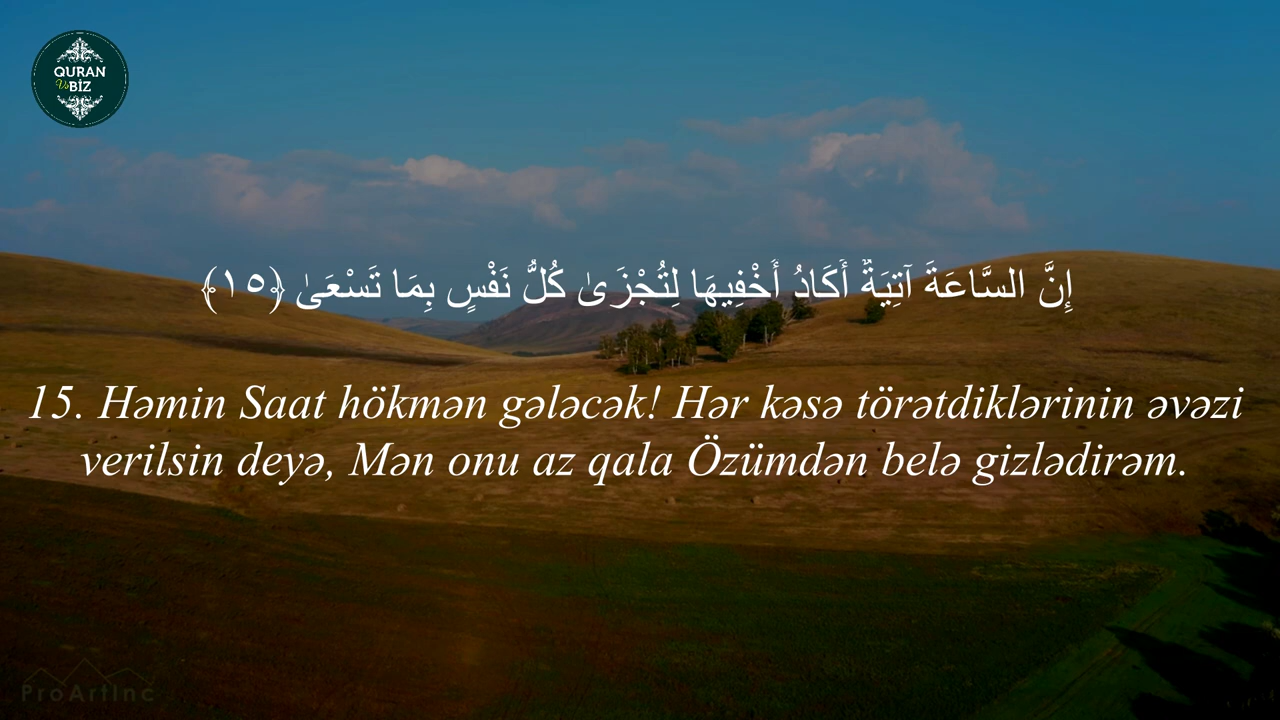 QURAN
Və BİZ
إِنَّ السَّاعَةَ آتِيَةٌ أَكَادُ أُخْفِيهَا لِتُجْزَىٰ كُلُّ نَفْسٍ بِمَا تَسْعَىٰ ﴿١٥﴾
15. Həmin Saat hökmən gələcək! Hər kəsə törətdiklərinin əvəzi
verilsin deyə, Mən onu az qala Özümdən belə gizlədirəm.
ProArtInc